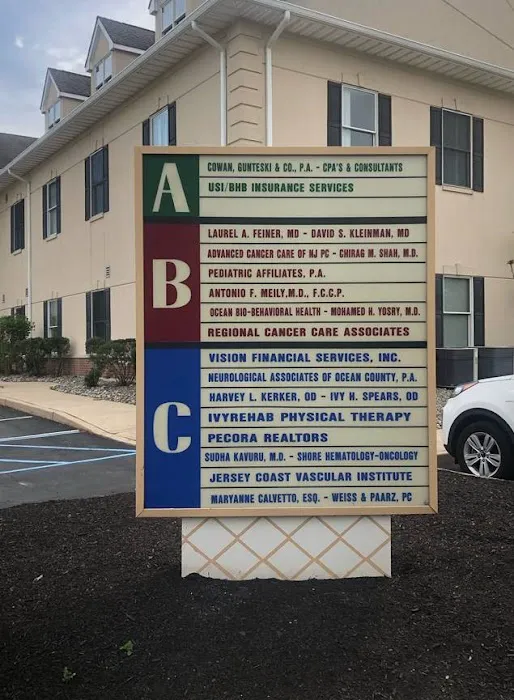 A
COWAN, GUNTESKI & CO., P.A. - CPA'S & CONSULTANTS
USI/BHB INSURANCE SERVICES
B
LAUREL A. FEINER, MD - DAVID S. KLEINMAN, MD
ADVANCED CANCER CARE OF NJ PC - CHIRAG M. SHAH, M.D.
PEDIATRIC AFFILIATES, P.A.
ANTONIO F. MEILY,M.D., F.C.C.P.
OCEAN BIO-BEHAVIORAL HEALTH - MOHAMED H. YOSRY, M.D.
REGIONAL CANCER CARE ASSOCIATES
C
VISION FINANCIAL SERVICES, INC.
NEUROLOGICAL ASSOCIATES OF OCEAN COUNTY, P.A.
HARVEY L. KERKER, OD - IVY H. SPEARS, OD
IVYREHAB PHYSICAL THERAPY
PECORA REALTORS
SUDHA KAVURU, M.D. - SHORE HEMATOLOGY-ONCOLOGY
JERSEY COAST VASCULAR INSTITUTE
MARYANNE CALVETTO, ESQ. - WEISS & PAARZ, PC